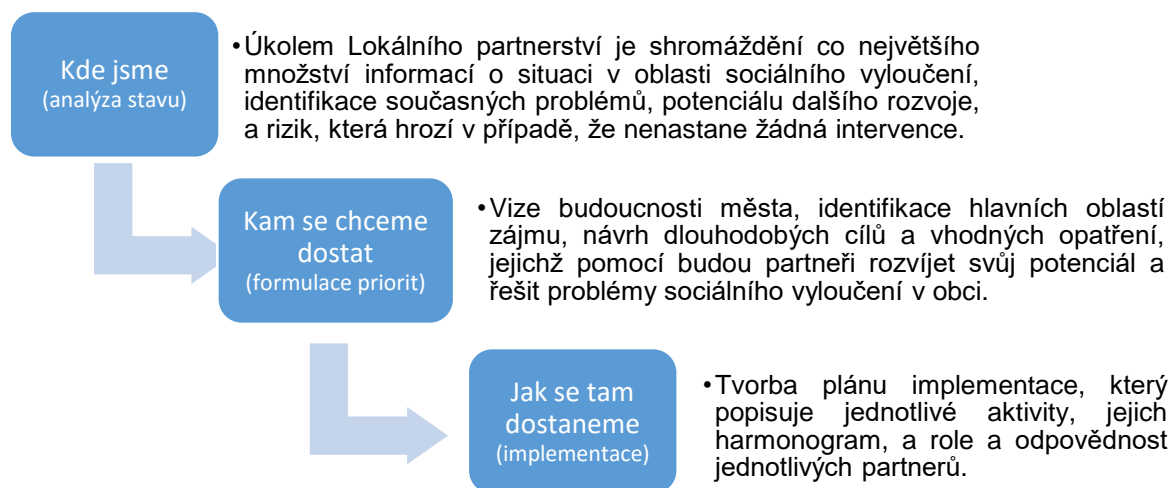 Kde jsme
(analýza stavu)
•Úkolem Lokálního partnerství je shromáždění co největšího
množství informací o situaci v oblasti sociálního vyloučení,
identifikace současných problémů, potenciálu dalšího rozvoje,
a rizik, která hrozí v případě, že nenastane žádná intervence.
Kam se chceme
dostat
(formulace priorit)
•Vize budoucnosti města, identifikace hlavních oblastí
zájmu, návrh dlouhodobých cílů a vhodných opatření,
jejichž pomocí budou partneři rozvíjet svůj potenciál a
řešit problémy sociálního vyloučení v obci.
Jak se tam
dostaneme
(implementace)
•Tvorba plánu implementace, který
popisuje jednotlivé aktivity, jejich
harmonogram, a role a odpovědnost
jednotlivých partnerů.